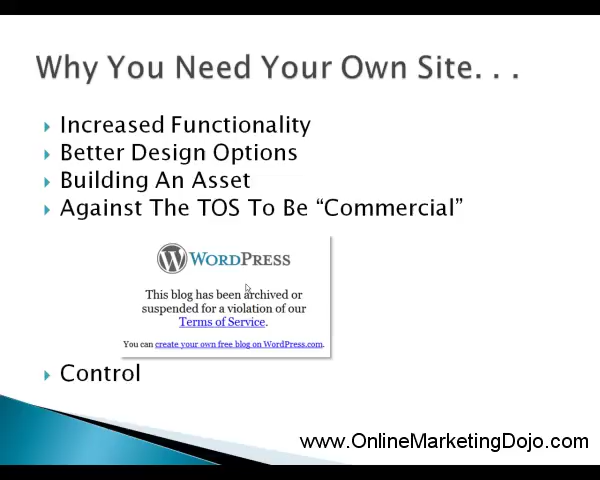 Why You Need Your Own Site. . .
Increased Functionality
Better Design Options
Building An Asset
Against The TOS To Be “Commercial”
WORDPRESS
This blog has been archived or
suspended for a violation of our
Terms of Service.
You can create your own free blog on WordPress.com.
Control
www.OnlineMarketingDojo.com